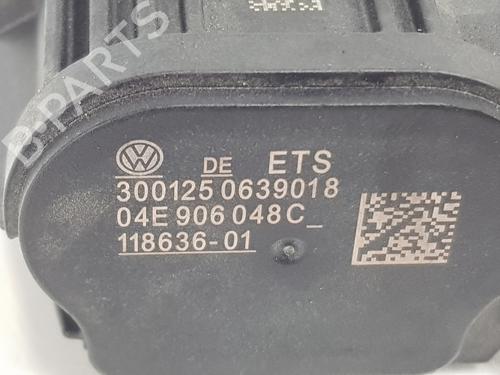 B-PARTS
DE ETS
300125 0639018
04E 906 048C_
118636-01